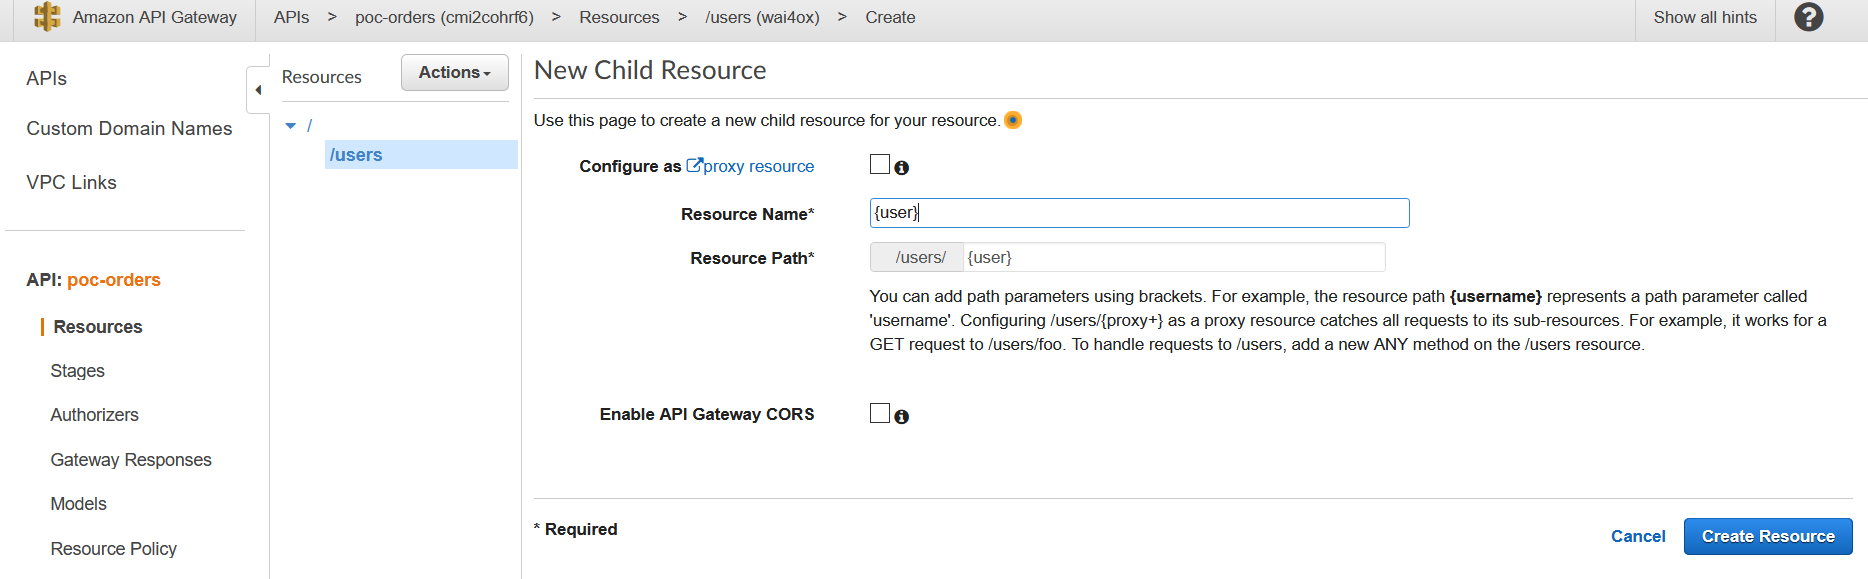 Amazon API Gateway
APIs > poc-orders (cmi2cohrf6) > Resources > /users (wai4ox) > Create
Show all hints
?
APIs
Custom Domain Names
VPC Links
API: poc-orders
Resources
Stages
Authorizers
Gateway Responses
Models
Resource Policy
Resources
Actions
/
/users
New Child Resource
Use this page to create a new child resource for your resource.
Configure as proxy resource
Resource Name*
{user}
Resource Path*
/users/ {user}
You can add path parameters using brackets. For example, the resource path {username} represents a path parameter called
'username'. Configuring /users/{proxy+} as a proxy resource catches all requests to its sub-resources. For example, it works for a
GET request to /users/foo. To handle requests to /users, add a new ANY method on the /users resource.
Enable API Gateway CORS
* Required
Cancel
Create Resource